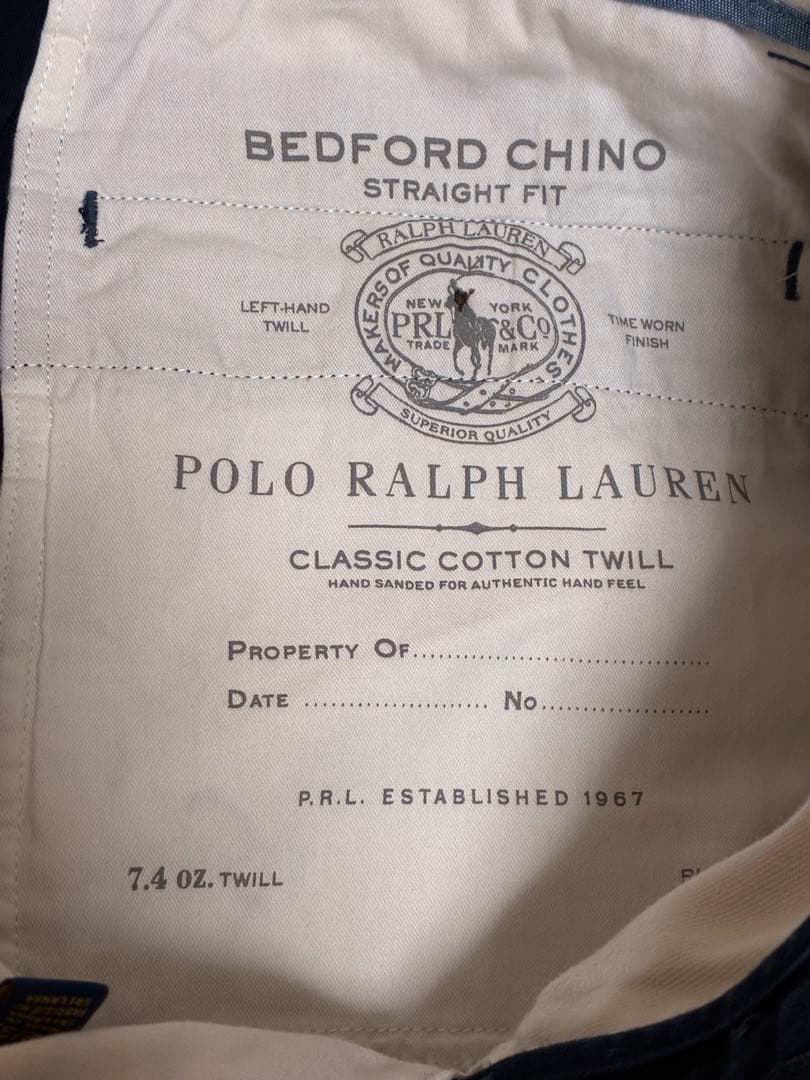 BEDFORD CHINO
STRAIGHT FIT
RALPH LAUREN
MAKERS OF QUALITY CLOTHES
LEFT-HAND
TWILL
NEW YORK
PRL &Co
TRADE MARK
TIME WORN
FINISH
SUPERIOR QUALITY
POLO RALPH LAUREN
CLASSIC COTTON TWILL
HAND SANDED FOR AUTHENTIC HAND FEEL
PROPERTY OF..................................
DATE ...................... NO....................
P.R.L. ESTABLISHED 1967
7.4 OZ. TWILL
SRI LANKA